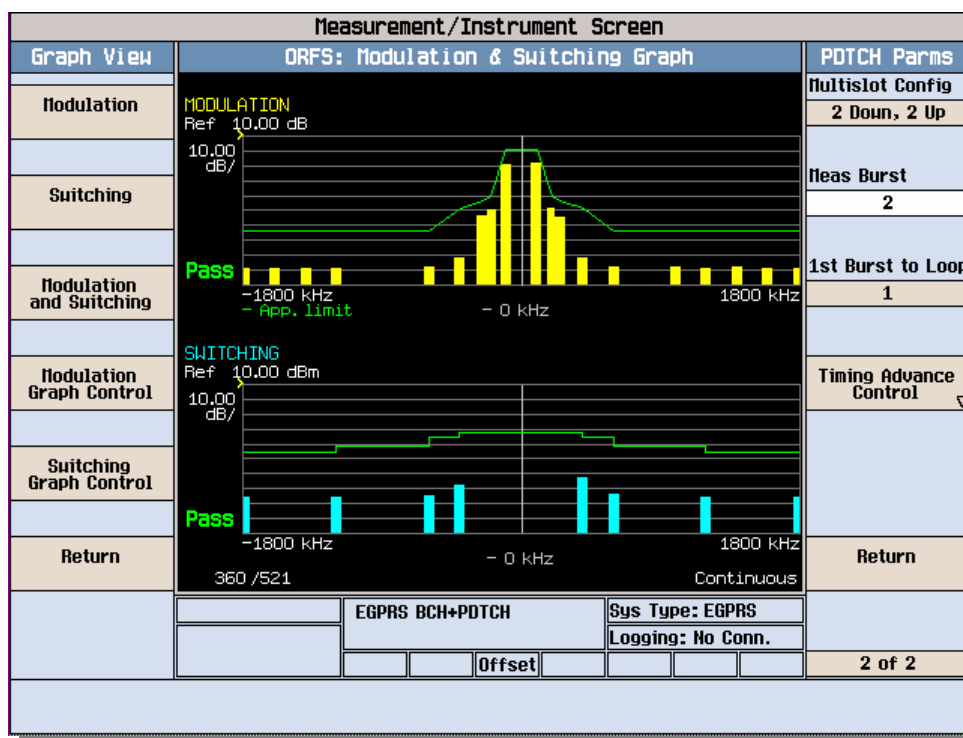 Measurement/Instrument Screen
Graph View
ORFS: Modulation & Switching Graph
PDTCH Parms
Modulation
Switching
Modulation
and Switching
Modulation
Graph Control
Switching
Graph Control
Return
MODULATION
Ref 10.00 dB
10.00
dB/
Pass
-1800 kHz
1800 kHz
- App. limit
- 0 kHz
SWITCHING
Ref 10.00 dBm
10.00
dB/
Pass
-1800 kHz
1800 kHz
- 0 kHz
360 /521
Continuous
Multislot Config
2 Down, 2 Up
Meas Burst
2
1st Burst to Loop
1
Timing Advance
Control
Return
2 of 2
EGPRS BCH+PDTCH
Sys Type: EGPRS
Logging: No Conn.
Offset